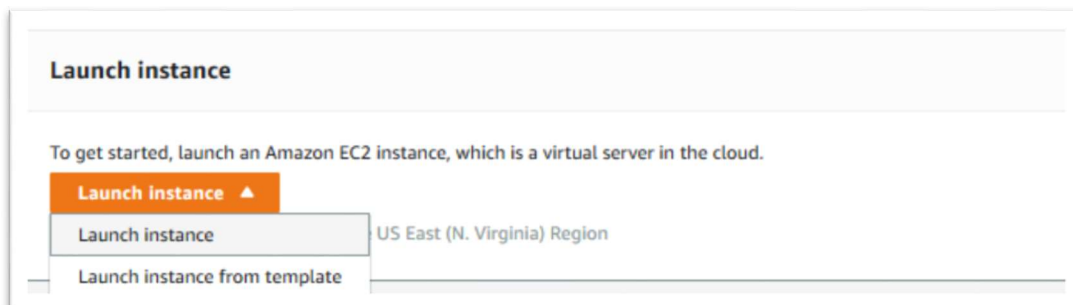 Launch instance
To get started, launch an Amazon EC2 instance, which is a virtual server in the cloud.
Launch instance
Launch instance
US East (N. Virginia) Region
Launch instance from template